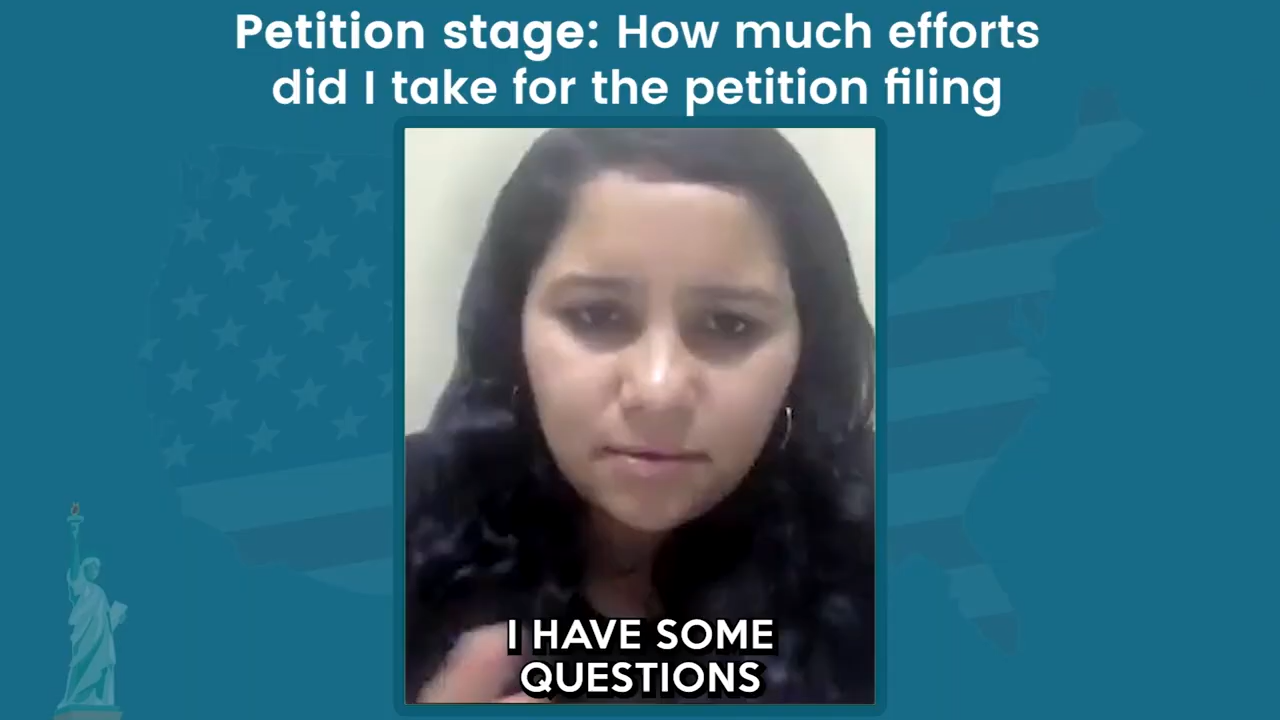 Petition stage: How much efforts
did I take for the petition filing
I HAVE SOME
QUESTIONS